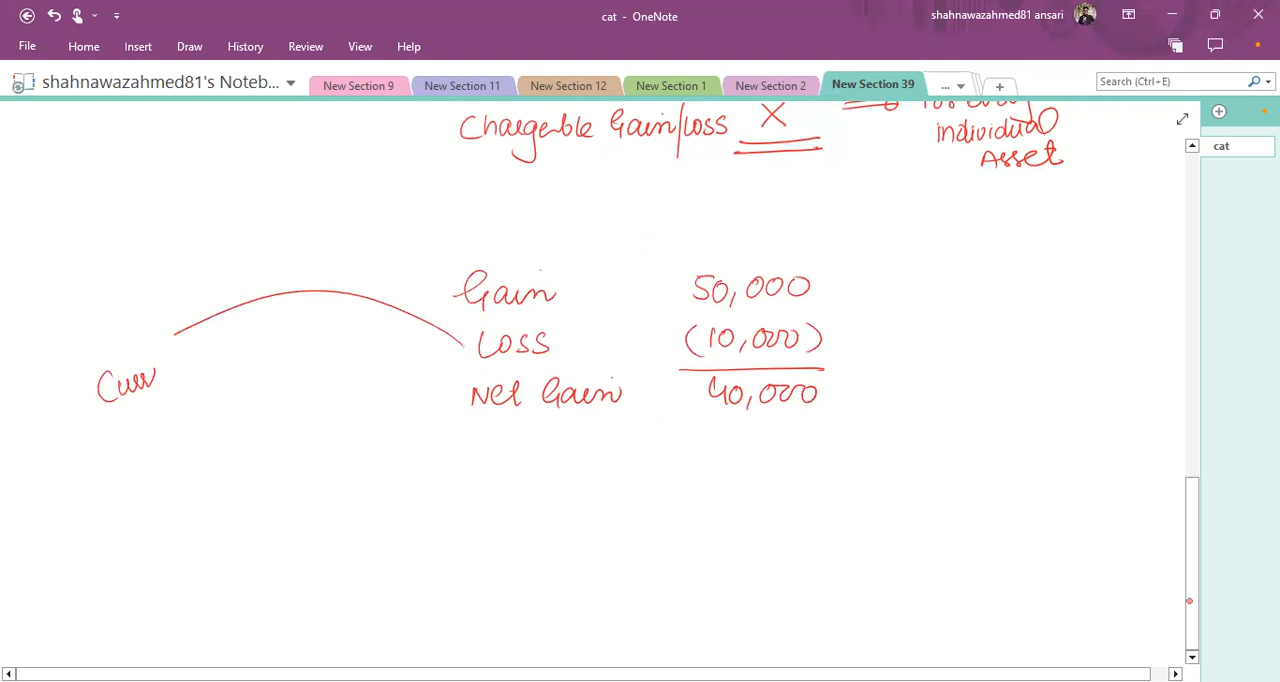 cat - OneNote
shahnawazahmed81 ansari
File Home Insert Draw History Review View Help
shahnawazahmed81's Noteb... New Section 9 New Section 11 New Section 12 New Section 1 New Section 2 New Section 39 ... + Search (Ctrl+E)
cat
Chargeble Gain/Loss X
individual
Asset
Gain 50,000
Loss (10,000)
Net Gain 40,000
Curr